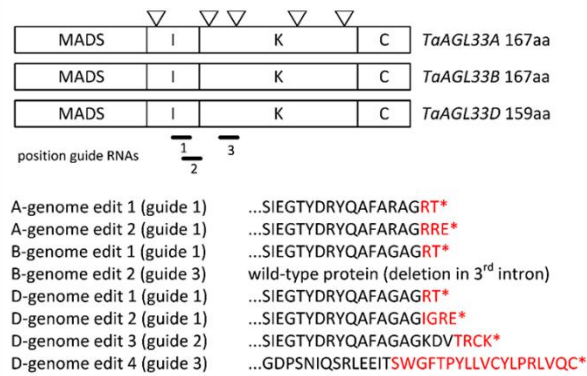 MADS I K C TaAGL33A 167aa
MADS I K C TaAGL33B 167aa
MADS I K C TaAGL33D 159aa
position guide RNAs 1 3
2
A-genome edit 1 (guide 1) ...SIEGTYDRYQAFARAGRT*
A-genome edit 2 (guide 1) ...SIEGTYDRYQAFARAGRRE*
B-genome edit 1 (guide 1) ...SIEGTYDRYQAFAGAGRT*
B-genome edit 2 (guide 3) wild-type protein (deletion in 3rd intron)
D-genome edit 1 (guide 1) ...SIEGTYDRYQAFAGAGRT*
D-genome edit 2 (guide 1) ...SIEGTYDRYQAFAGAGIGRE*
D-genome edit 3 (guide 2) ...SIEGTYDRYQAFAGAGKDVTRCK*
D-genome edit 4 (guide 3) ...GDPSNIQSRLEEITSWGFTPYLLVCYLPRLVQC*